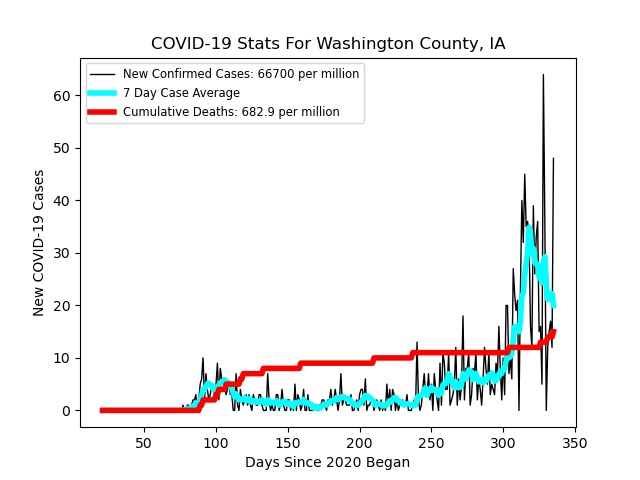 COVID-19 Stats For Washington County, IA
New Confirmed Cases: 66700 per million
7 Day Case Average
Cumulative Deaths: 682.9 per million
New COVID-19 Cases
60
50
40
30
20
10
0
50 100 150 200 250 300 350
Days Since 2020 Began